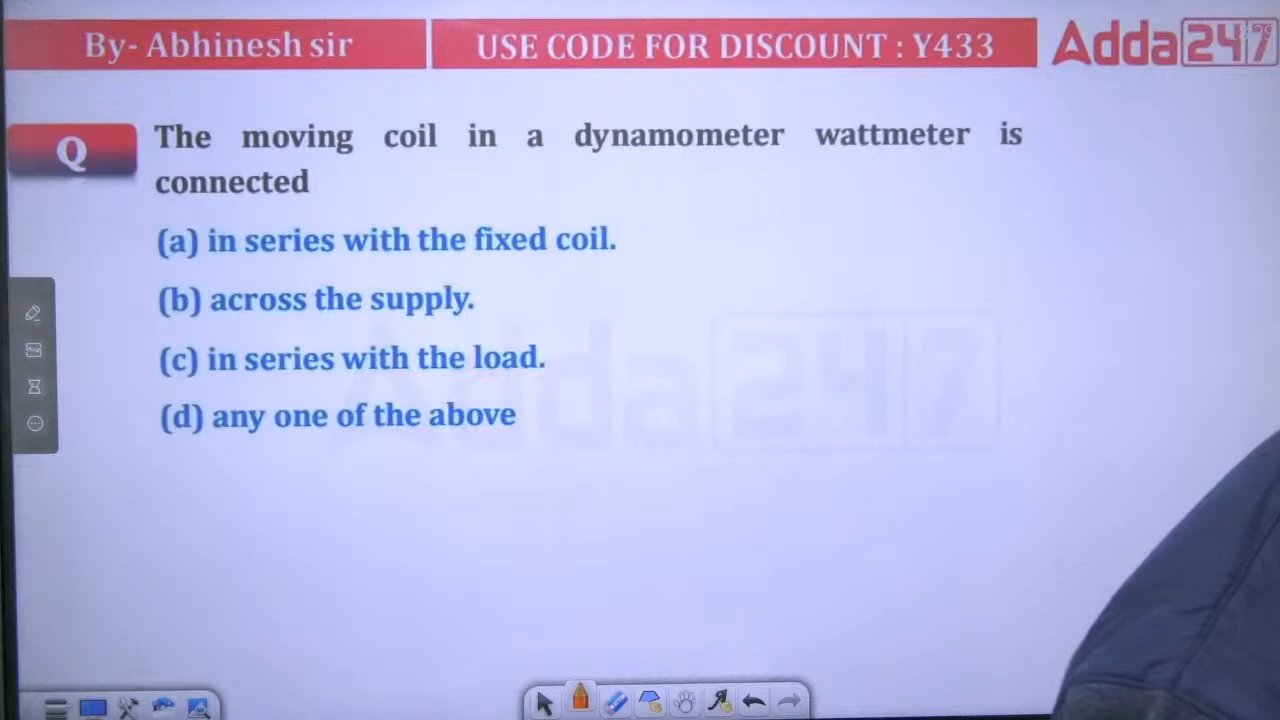 By- Abhinesh sir
USE CODE FOR DISCOUNT : Y433
Adda247
Q
The moving coil in a dynamometer wattmeter is
connected
(a) in series with the fixed coil.
(b) across the supply.
(c) in series with the load.
(d) any one of the above
Adda247